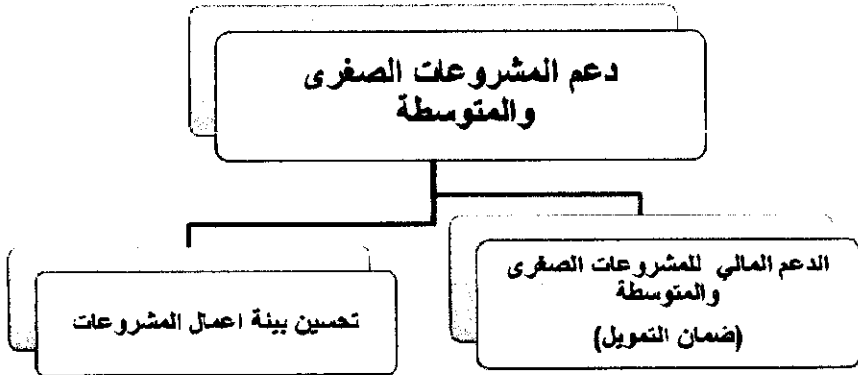 دعم المشروعات الصغرى
والمتوسطة
الدعم المالي للمشروعات الصغرى
والمتوسطة
(ضمان التمويل)
تحسين بيئة اعمال المشروعات